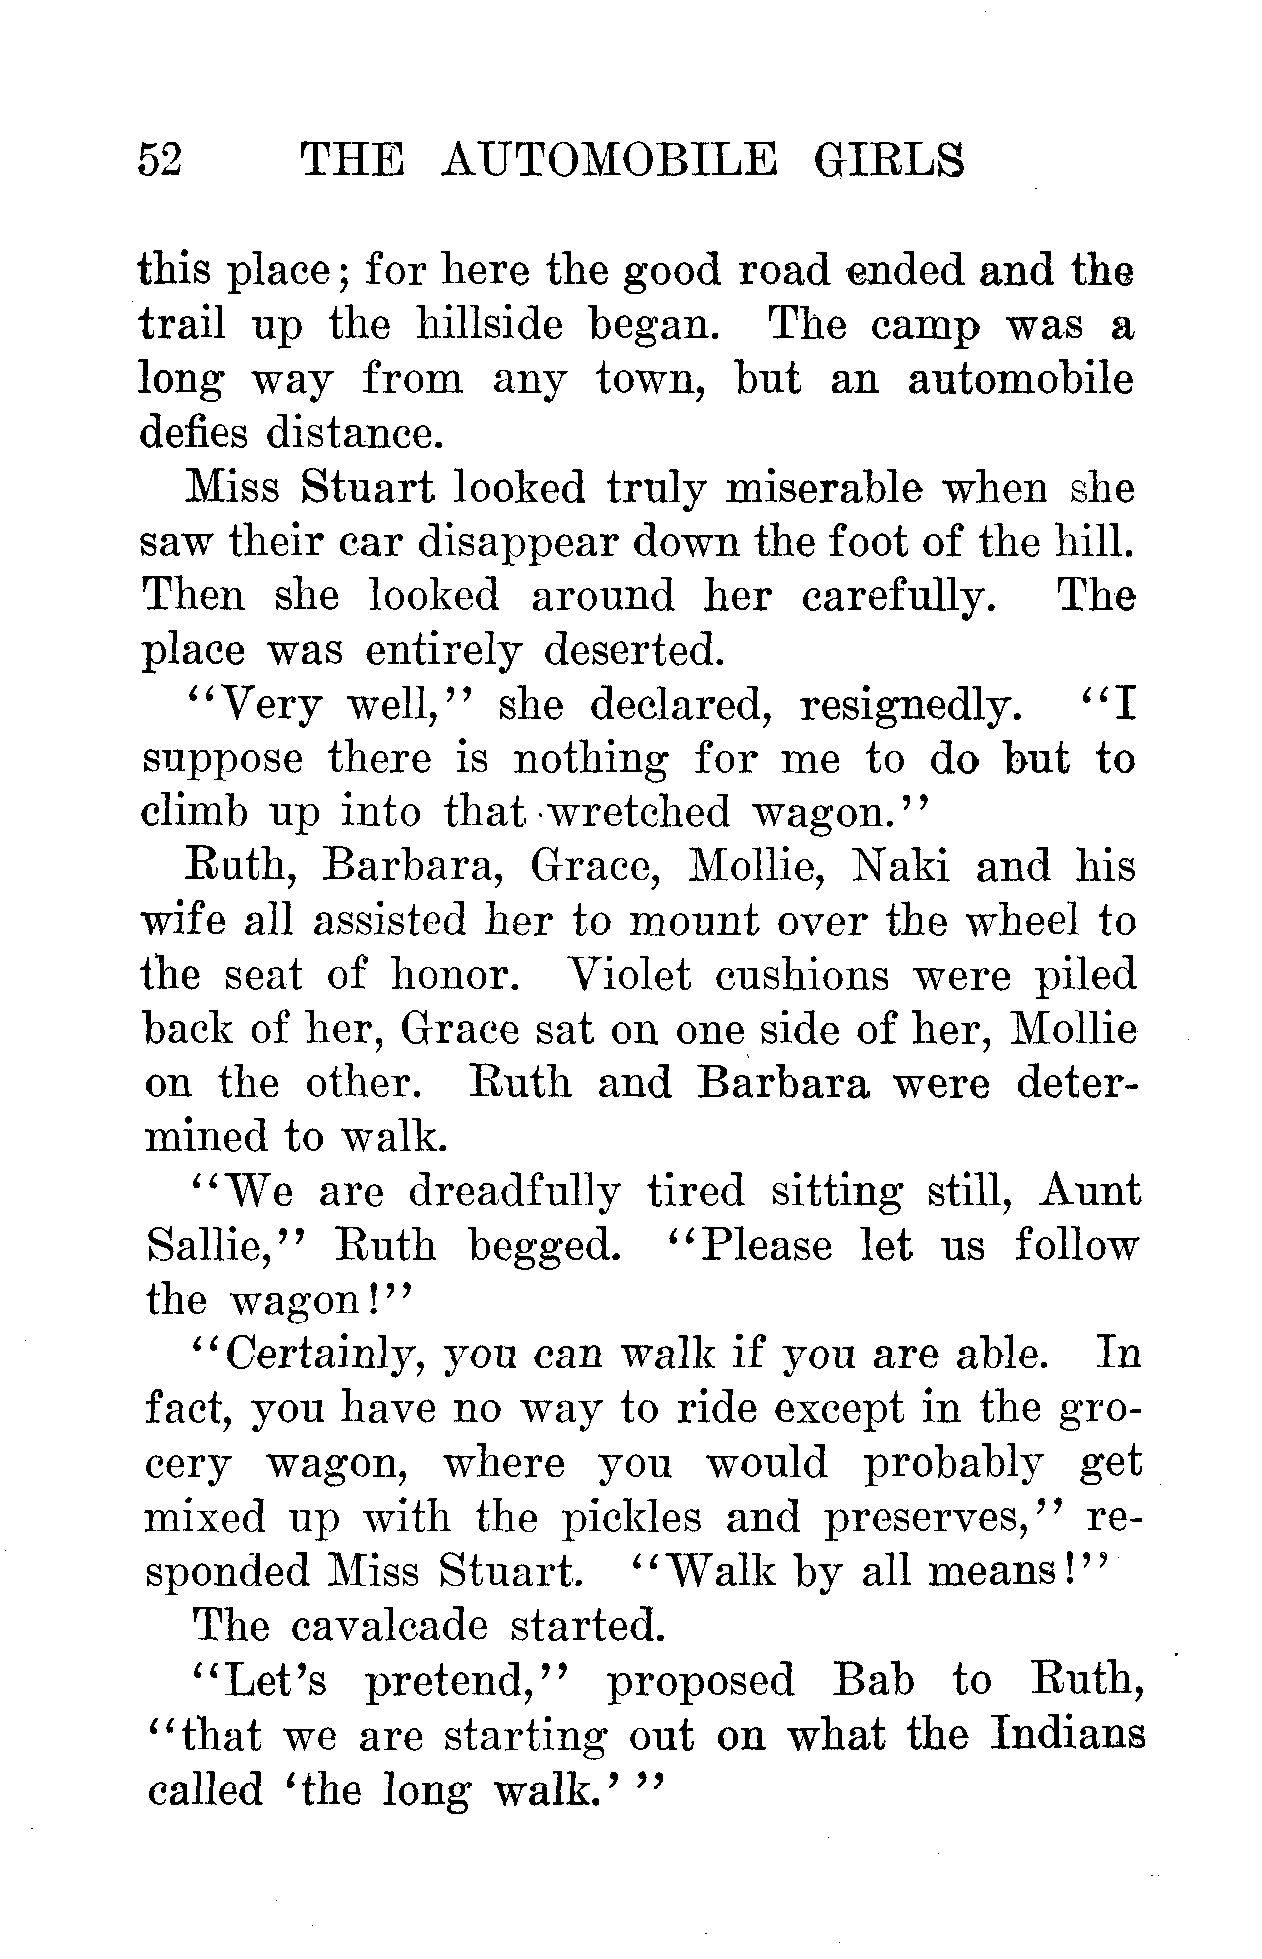 52 THE AUTOMOBILE GIRLS
this place; for here the good road ended and the
trail up the hillside began. The camp was a
long way from any town, but an automobile
defies distance.
Miss Stuart looked truly miserable when she
saw their car disappear down the foot of the hill.
Then she looked around her carefully. The
place was entirely deserted.
"Very well," she declared, resignedly. "I
suppose there is nothing for me to do but to
climb up into that wretched wagon."
Ruth, Barbara, Grace, Mollie, Naki and his
wife all assisted her to mount over the wheel to
the seat of honor. Violet cushions were piled
back of her, Grace sat on one side of her, Mollie
on the other. Ruth and Barbara were deter-
mined to walk.
"We are dreadfully tired sitting still, Aunt
Sallie," Ruth begged. "Please let us follow
the wagon!"
"Certainly, you can walk if you are able. In
fact, you have no way to ride except in the gro-
cery wagon, where you would probably get
mixed up with the pickles and preserves," re-
sponded Miss Stuart. "Walk by all means!"
The cavalcade started.
"Let's pretend," proposed Bab to Ruth,
"that we are starting out on what the Indians
called 'the long walk.'"